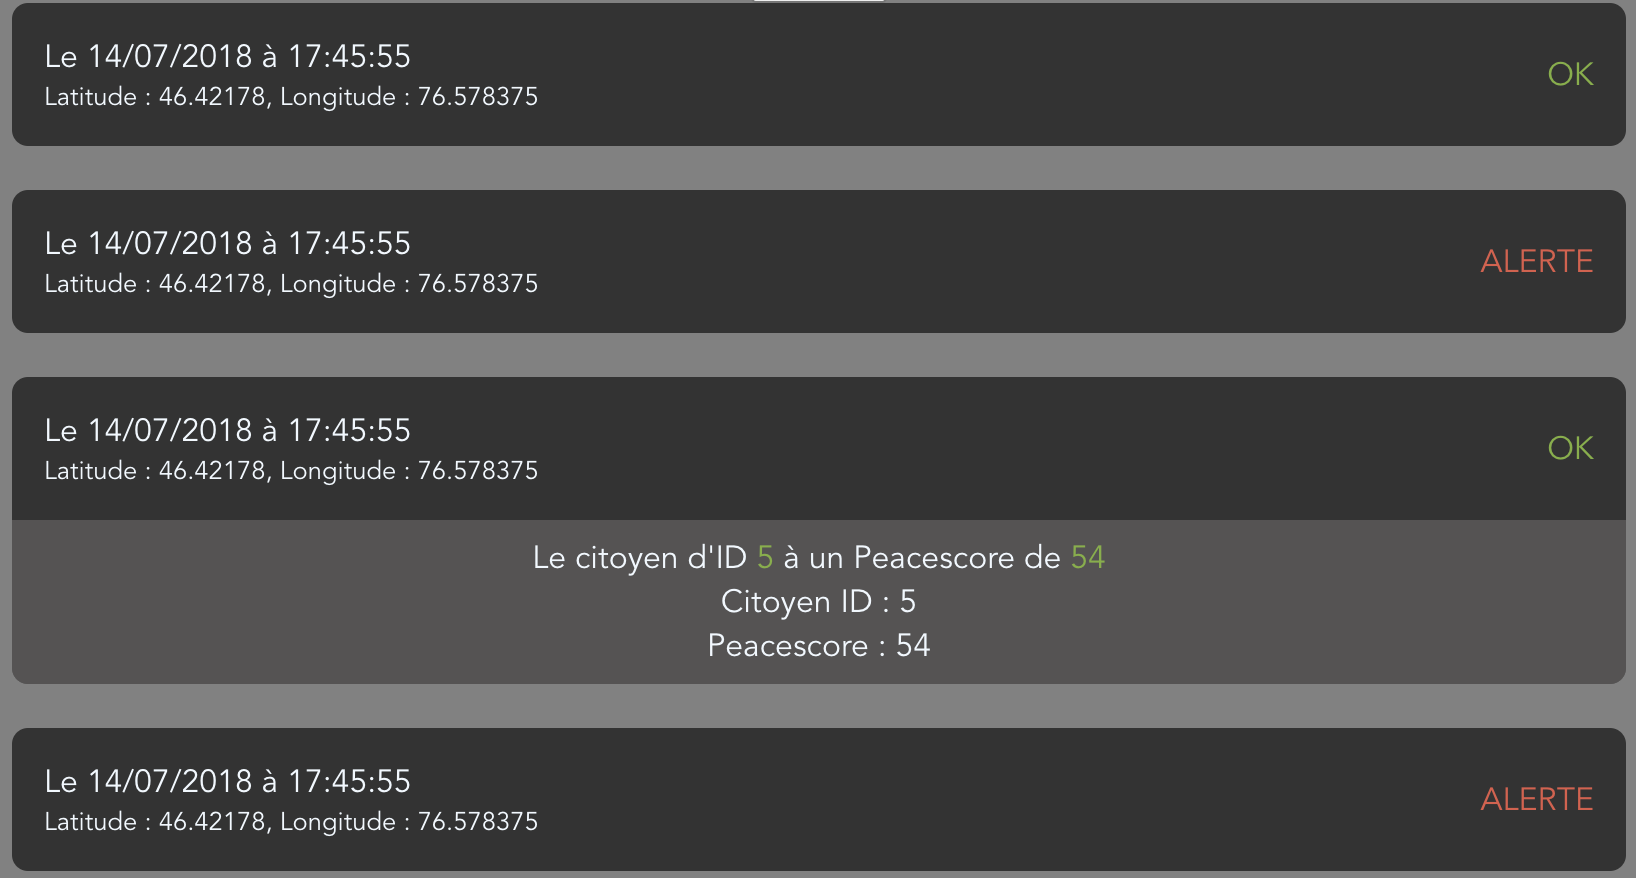 Le 14/07/2018 à 17:45:55
Latitude : 46.42178, Longitude : 76.578375
OK
Le 14/07/2018 à 17:45:55
Latitude : 46.42178, Longitude : 76.578375
ALERTE
Le 14/07/2018 à 17:45:55
Latitude : 46.42178, Longitude : 76.578375
OK
Le citoyen d'ID 5 à un Peacescore de 54
Citoyen ID : 5
Peacescore : 54
Le 14/07/2018 à 17:45:55
Latitude : 46.42178, Longitude : 76.578375
ALERTE